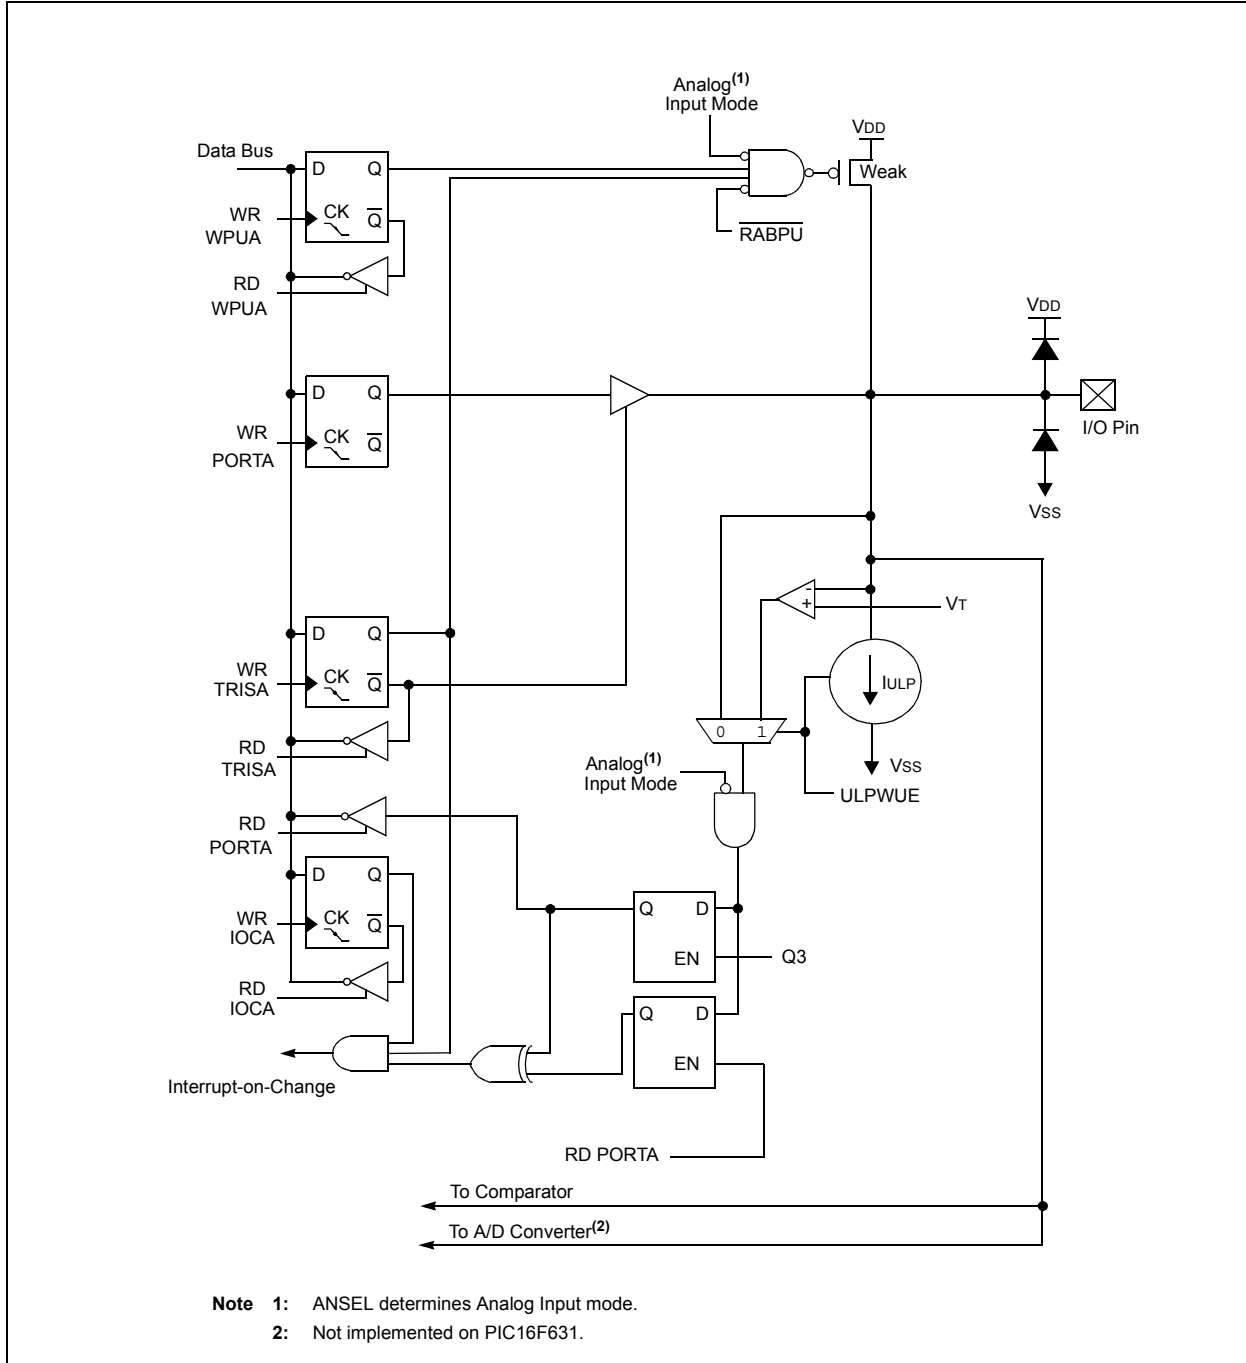 Analog(1)
Input Mode
VDD
Data Bus
D Q
Weak
WR
WPUA
CK Q
RABPU
RD
WPUA
VDD
D Q
WR
PORTA
CK Q
I/O Pin
VSS
-
+
VT
D Q
WR
TRISA
CK Q
IULP
0 1
RD
TRISA
Analog(1)
Input Mode
VSS
ULPWUE
RD
PORTA
D Q
Q D
WR
IOCA
CK Q
EN
Q3
RD
IOCA
Q D
EN
Interrupt-on-Change
RD PORTA
To Comparator
To A/D Converter(2)
Note 1: ANSEL determines Analog Input mode.
2: Not implemented on PIC16F631.